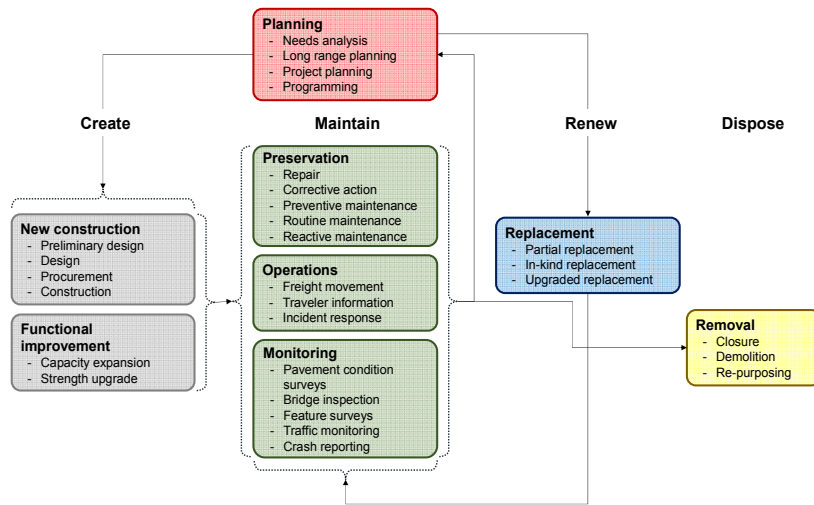 Planning
- Needs analysis
- Long range planning
- Project planning
- Programming
Create
Maintain
Renew
Dispose
New construction
- Preliminary design
- Design
- Procurement
- Construction
Functional
improvement
- Capacity expansion
- Strength upgrade
Preservation
- Repair
- Corrective action
- Preventive maintenance
- Routine maintenance
- Reactive maintenance
Operations
- Freight movement
- Traveler information
- Incident response
Monitoring
- Pavement condition
surveys
- Bridge inspection
- Feature surveys
- Traffic monitoring
- Crash reporting
Replacement
- Partial replacement
- In-kind replacement
- Upgraded replacement
Removal
- Closure
- Demolition
- Re-purposing